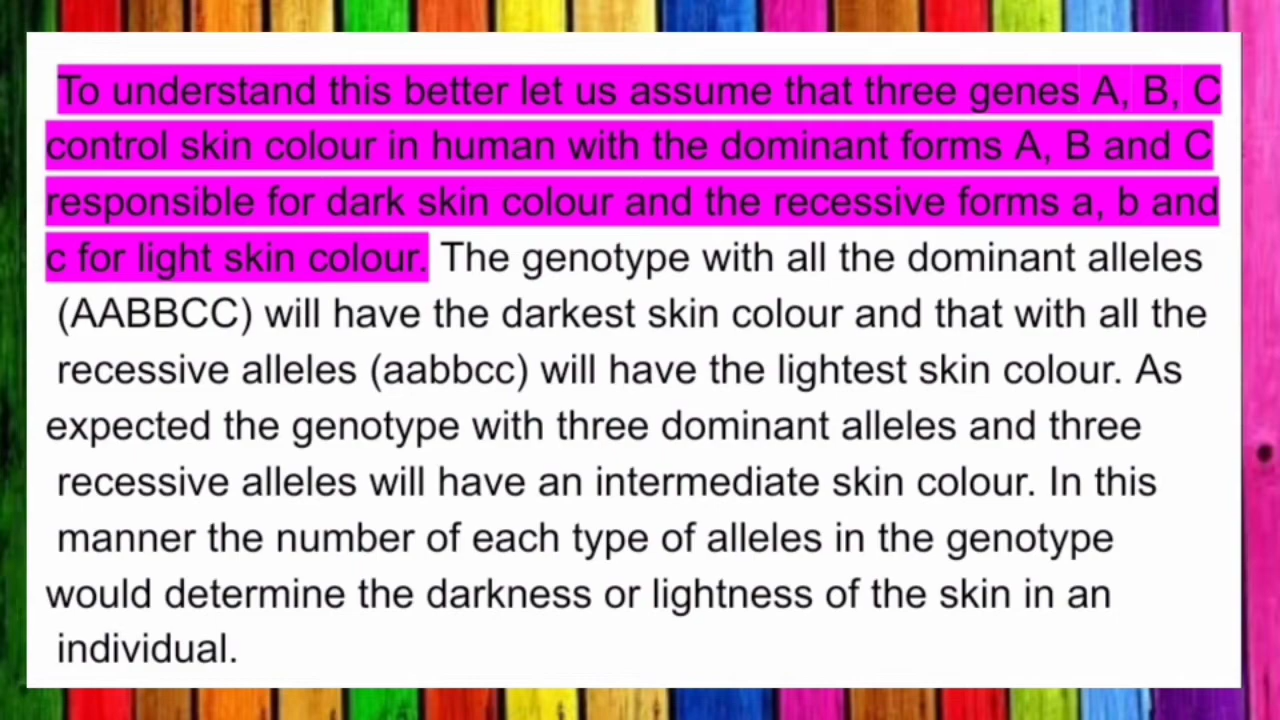 To understand this better let us assume that three genes A, B, C
control skin colour in human with the dominant forms A, B and C
responsible for dark skin colour and the recessive forms a, b and
c for light skin colour. The genotype with all the dominant alleles
(AABBCC) will have the darkest skin colour and that with all the
recessive alleles (aabbcc) will have the lightest skin colour. As
expected the genotype with three dominant alleles and three
recessive alleles will have an intermediate skin colour. In this
manner the number of each type of alleles in the genotype
would determine the darkness or lightness of the skin in an
individual.